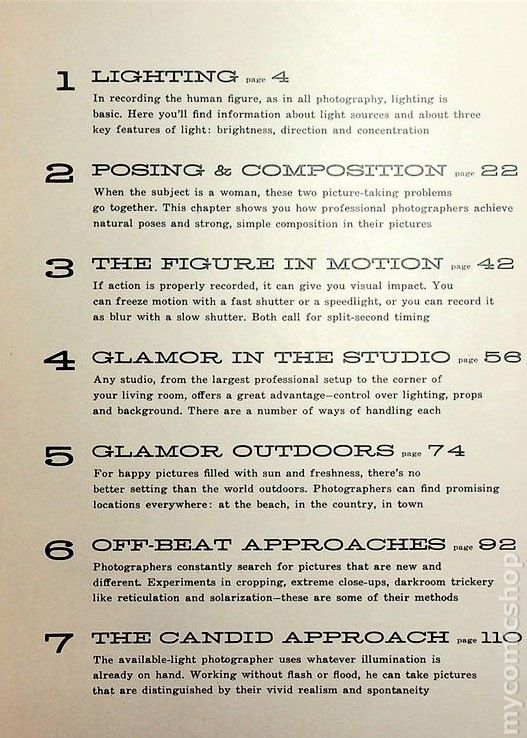 1 LIGHTING page 4
In recording the human figure, as in all photography, lighting is
basic. Here you'll find information about light sources and about three
key features of light: brightness, direction and concentration
2 POSING & COMPOSITION page 22
When the subject is a woman, these two picture-taking problems
go together. This chapter shows you how professional photographers achieve
natural poses and strong, simple composition in their pictures
3 THE FIGURE IN MOTION page 42
If action is properly recorded, it can give you visual impact. You
can freeze motion with a fast shutter or a speedlight, or you can record it
as blur with a slow shutter. Both call for split-second timing
4 GLAMOR IN THE STUDIO page 56
Any studio, from the largest professional setup to the corner of
your living room, offers a great advantage—control over lighting, props
and background. There are a number of ways of handling each
5 GLAMOR OUTDOORS page 74
For happy pictures filled with sun and freshness, there's no
better setting than the world outdoors. Photographers can find promising
locations everywhere: at the beach, in the country, in town
6 OFF-BEAT APPROACHES page 92
Photographers constantly search for pictures that are new and
different. Experiments in cropping, extreme close-ups, darkroom trickery
like reticulation and solarization—these are some of their methods
7 THE CANDID APPROACH page 110
The available-light photographer uses whatever illumination is
already on hand. Working without flash or flood, he can take pictures
that are distinguished by their vivid realism and spontaneity
mycomicshop